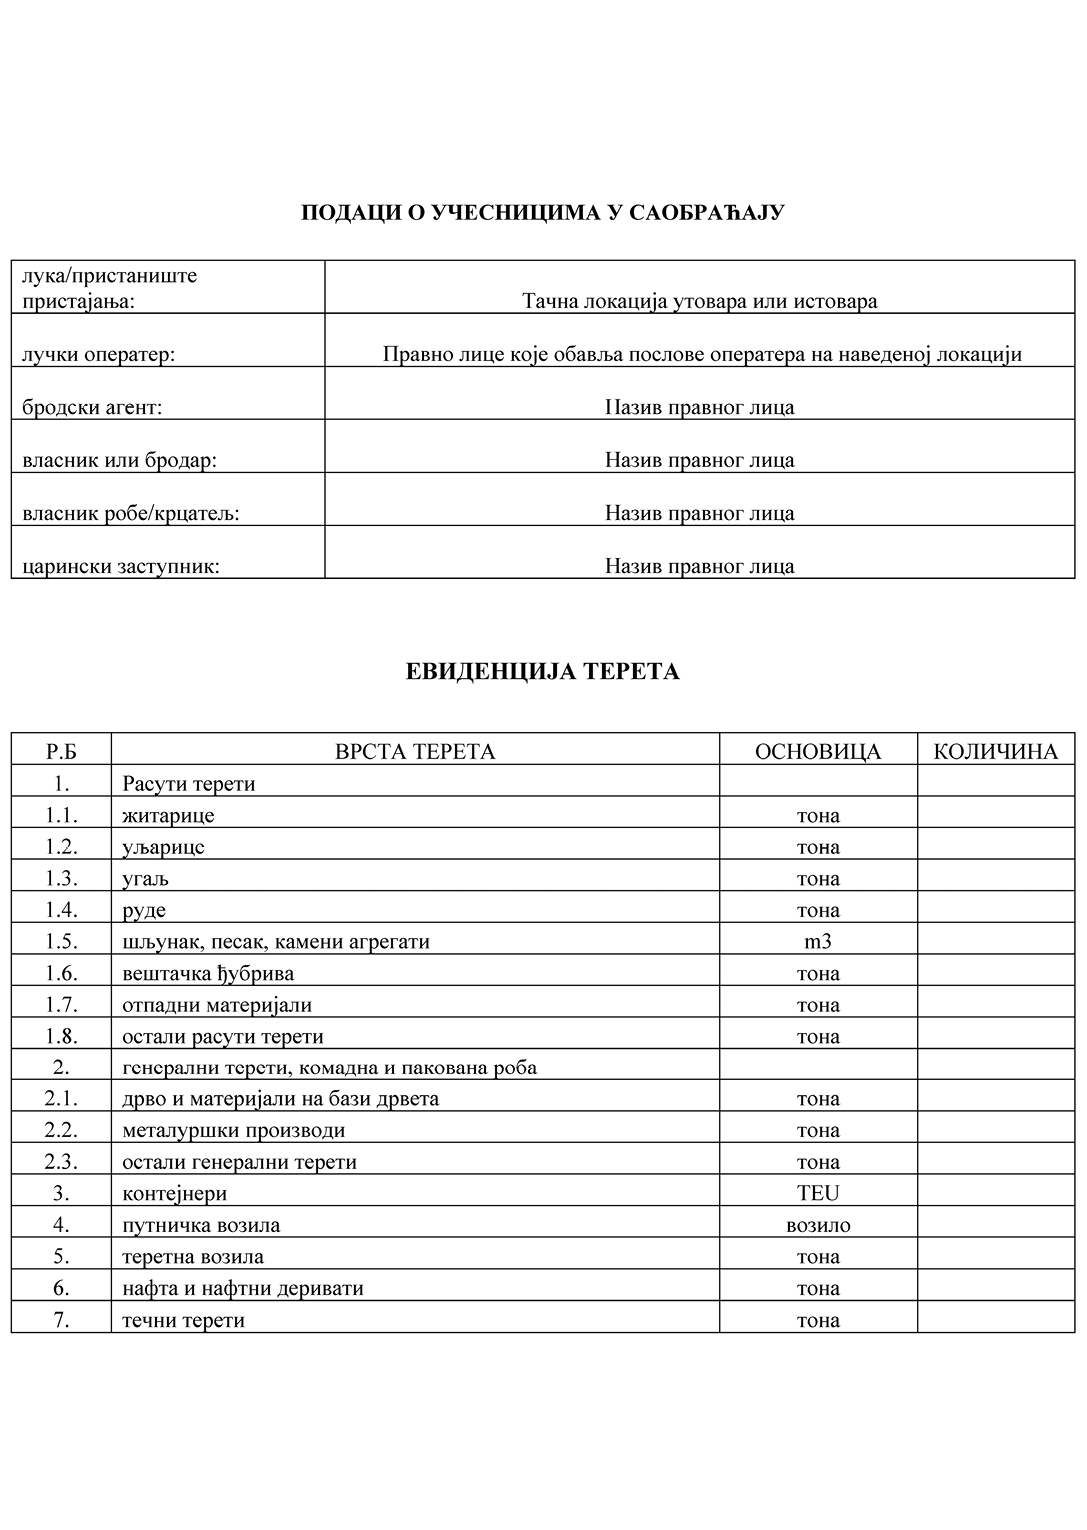 ПОДАЦИ О УЧЕСНИЦИМА У САОБРАЋАЈУ
лука/пристаниште
пристајања: Тачна локација утовара или истовара
лучки оператер: Правно лице које обавља послове оператера на наведеној локацији
бродски агент: Назив правног лица
власник или бродар: Назив правног лица
власник робе/крцатељ: Назив правног лица
царински заступник: Назив правног лица
ЕВИДЕНЦИЈА ТЕРЕТА
Р.Б ВРСТА ТЕРЕТА ОСНОВИЦА КОЛИЧИНА
1. Расути терети
1.1. житарице тона
1.2. уљарице тона
1.3. угаљ тона
1.4. руде тона
1.5. шљунак, песак, камени агрегати m3
1.6. вештачка ђубрива тона
1.7. отпадни материјали тона
1.8. остали расути терети тона
2. генерални терети, комадна и пакована роба
2.1. дрво и материјали на бази дрвета тона
2.2. металуршки производи тона
2.3. остали генерални терети тона
3. контејнери TEU
4. путничка возила возило
5. теретна возила тона
6. нафта и нафтни деривати тона
7. течни терети тона